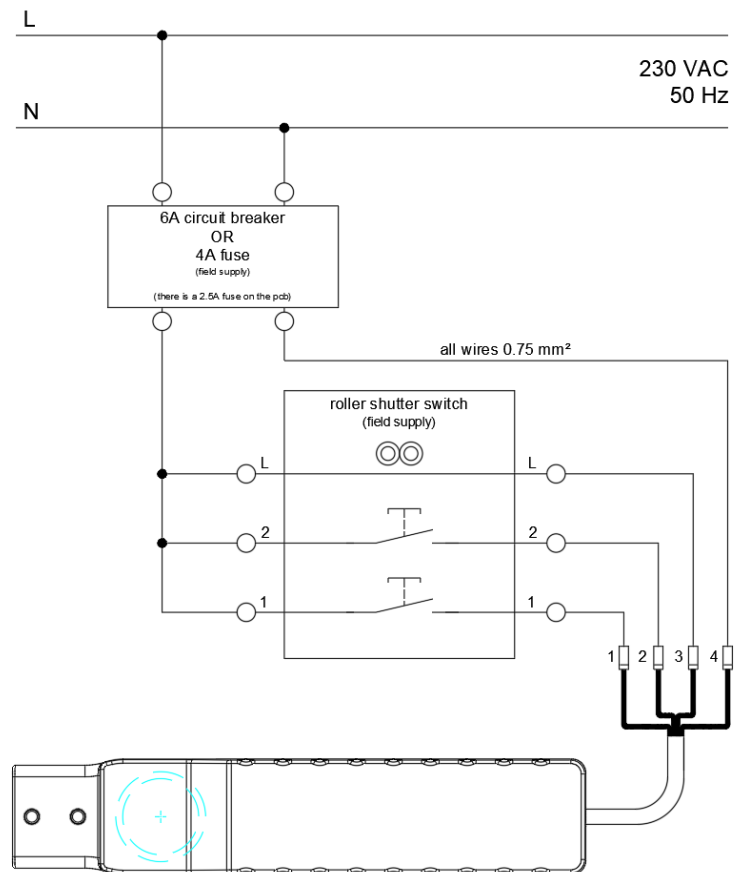 L
230 VAC
50 Hz
N
6A circuit breaker
OR
4A fuse
(field supply)
(there is a 2.5A fuse on the pcb)
all wires 0.75 mm²
roller shutter switch
(field supply)
L L
2 2
1 1
1 2 3 4